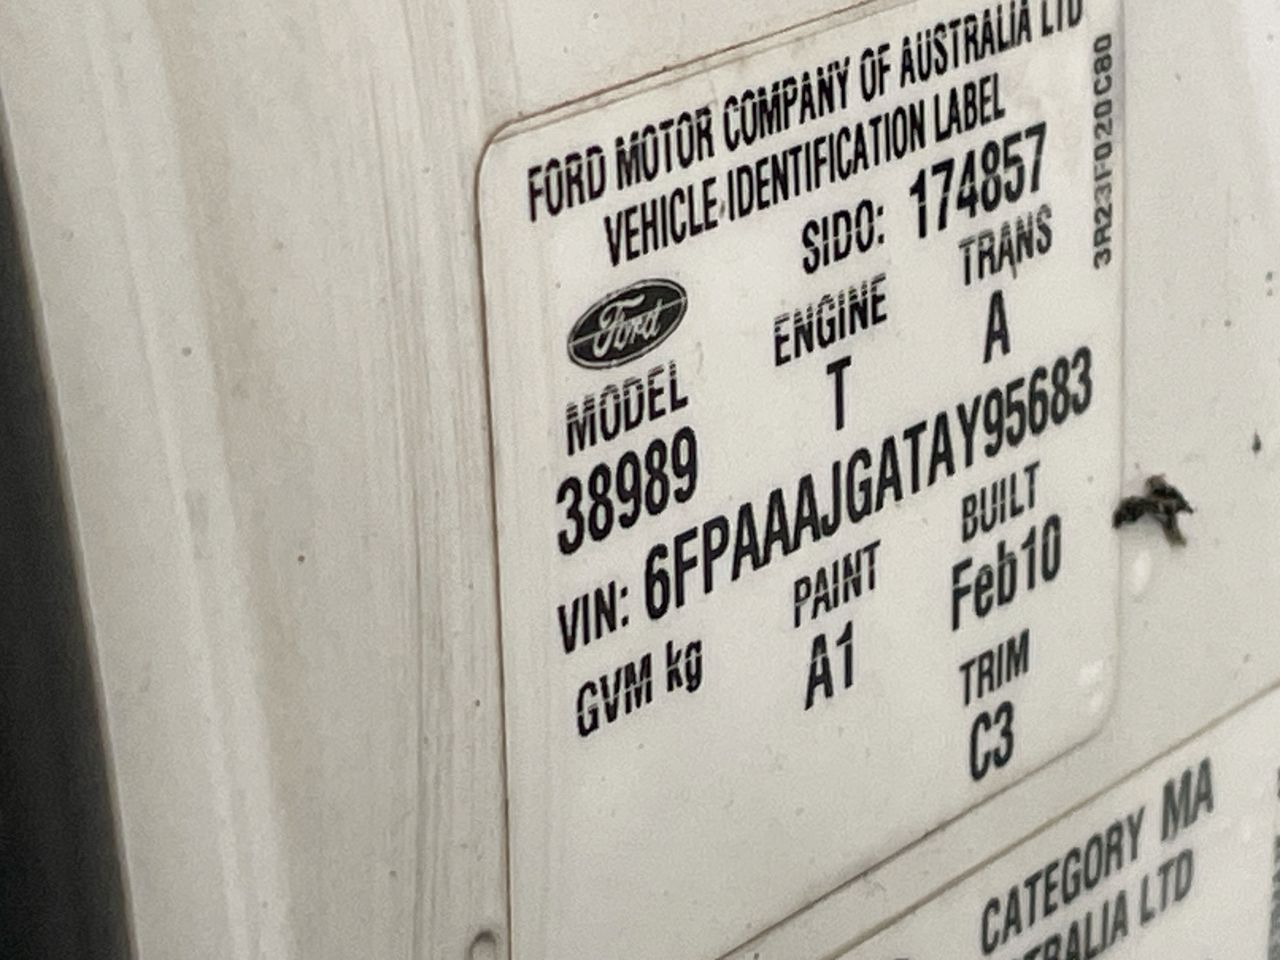 FORD MOTOR COMPANY OF AUSTRALIA LTD
VEHICLE IDENTIFICATION LABEL
SIDO: 174857
Ford
ENGINE
TRANS
T
A
MODEL
38989
VIN: 6FPAAAJGATAY95683
GVM kg
PAINT
BUILT
A1
Feb10
TRIM
C3
3R23F020C80
CATEGORY MA
TRALIA LTD